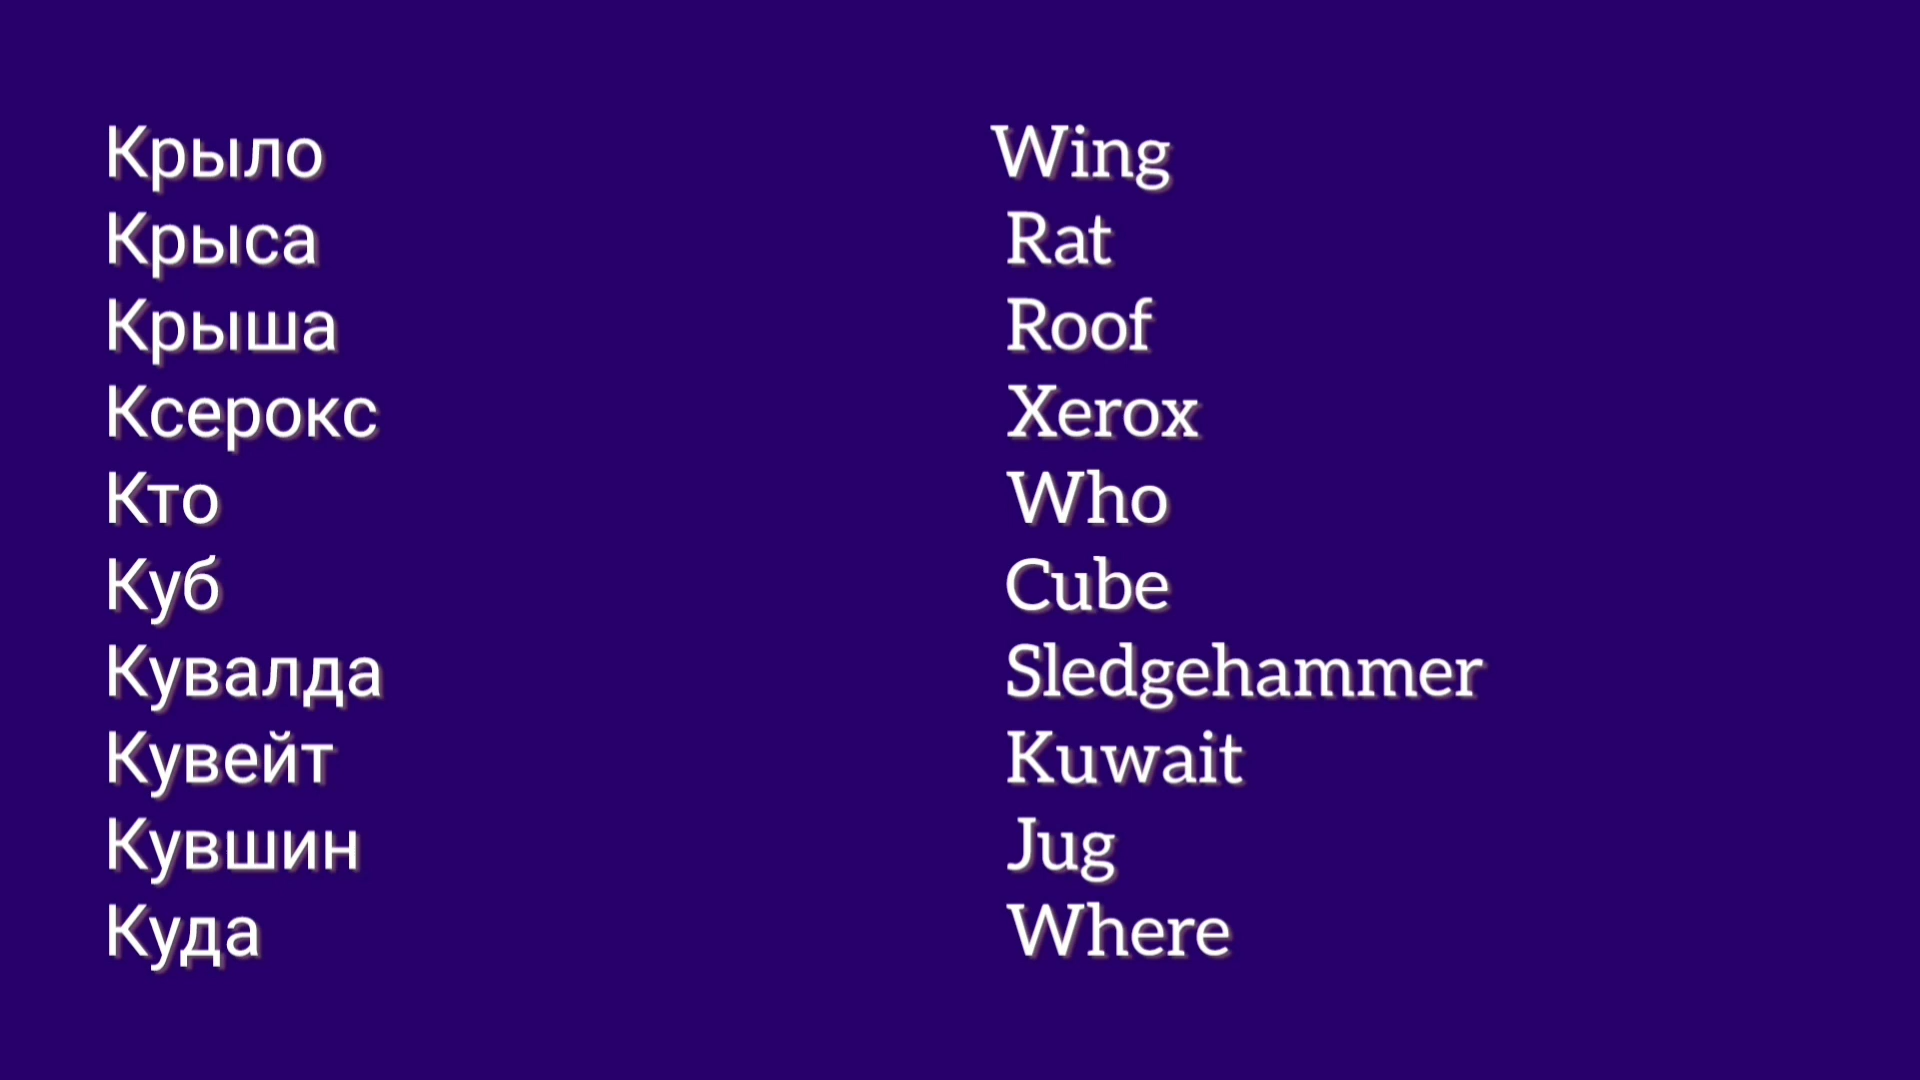 Крыло Wing
Крыса Rat
Крыша Roof
Ксерокс Xerox
Кто Who
Куб Cube
Кувалда Sledgehammer
Кувейт Kuwait
Кувшин Jug
Куда Where